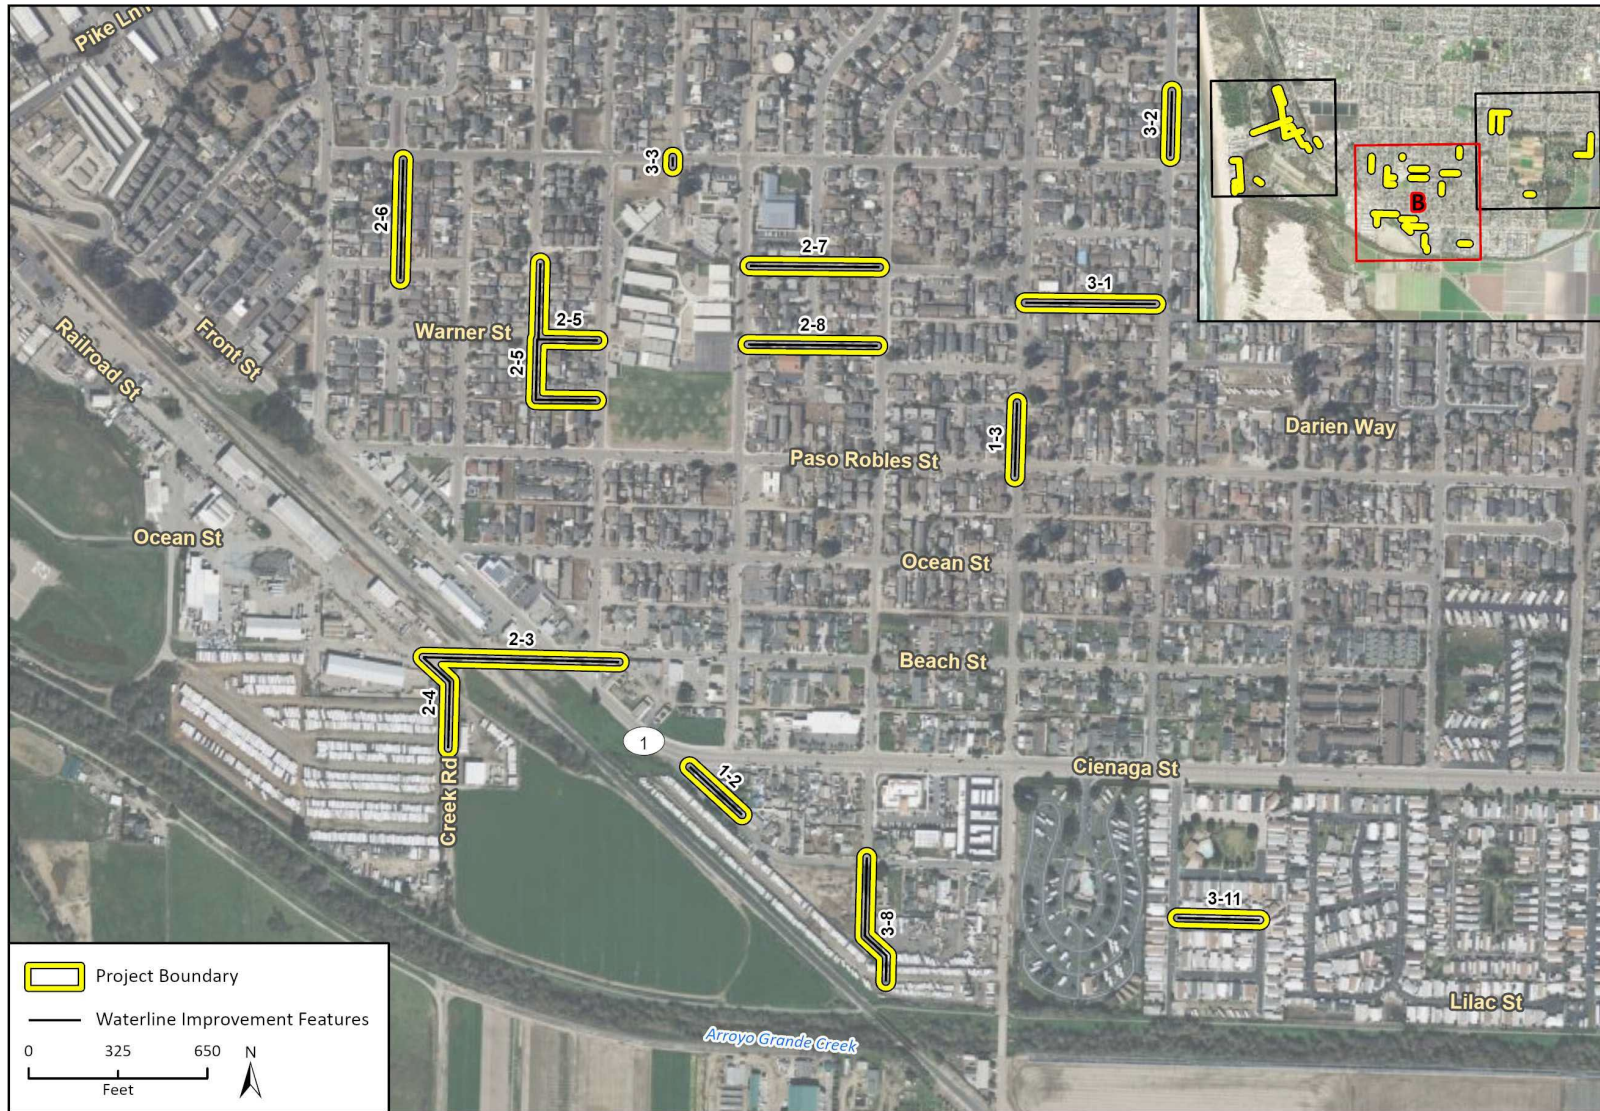 Pike Ln
3-2
3-3
B
2-6
2-7
3-1
Warner St
2-5
2-8
2-5
Front St
Railroad St
1-3
Darien Way
Paso Robles St
Ocean St
Ocean St
2-3
Beach St
2-4
1
Cienaga St
1-2
Creek Rd
3-11
3-8
Lilac St
Arroyo Grande Creek
Project Boundary
Waterline Improvement Features
0 325 650 N
Feet